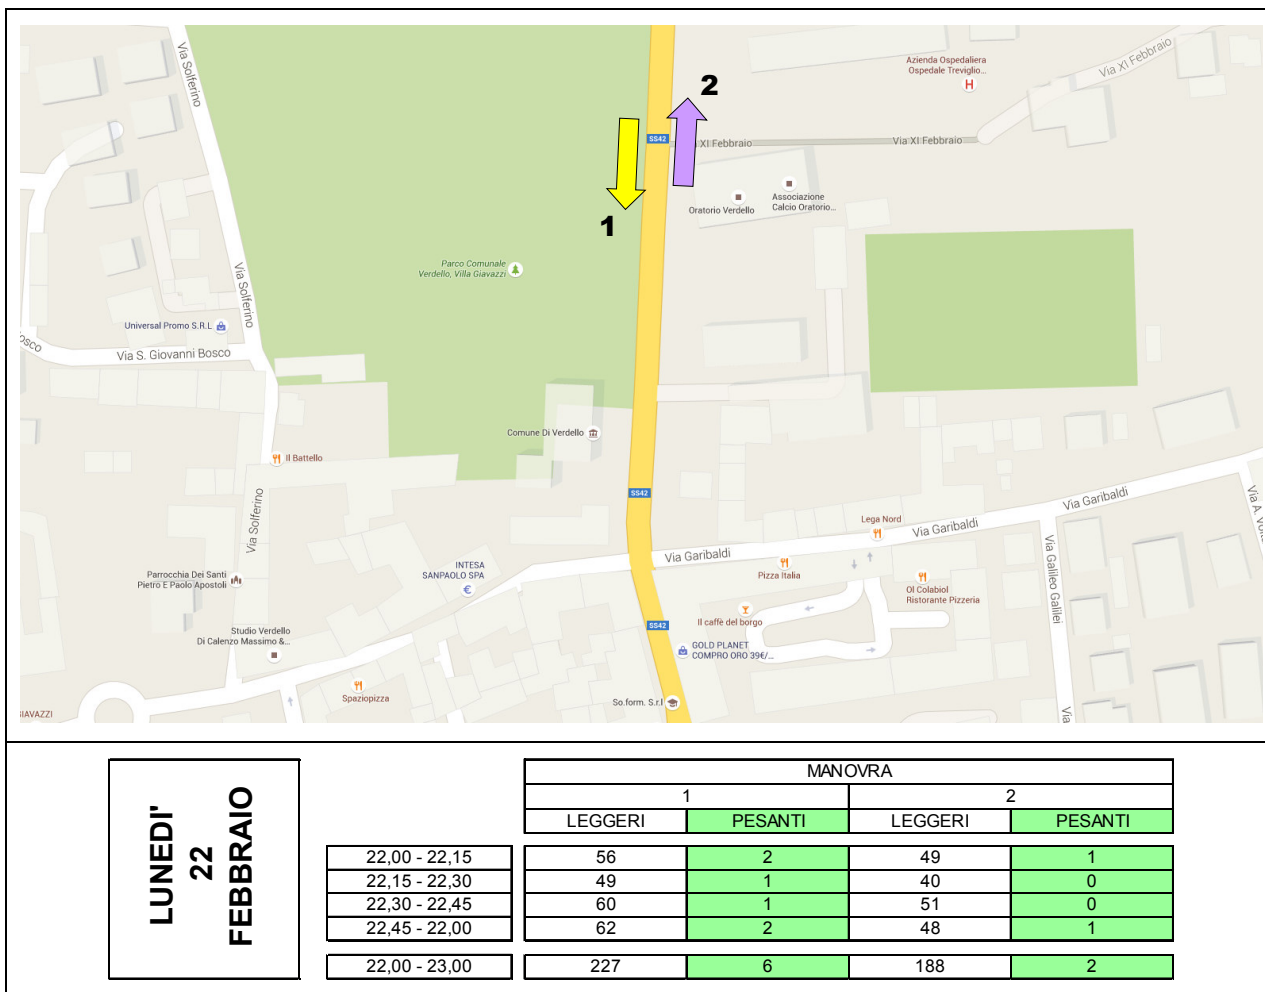 Via Solferino
Azienda Ospedaliera
Ospedale Treviglio...
H
Via XI Febbraio
2
SS42
XI Febbraio
Via XI Febbraio
Oratorio Verdello
Associazione
Calcio Oratorio...
1
Parco Comunale
Verdello, Villa Giavazzi
Via Solferino
Universal Promo S.R.L
osco
Via S. Giovanni Bosco
Comune Di Verdello
Il Battello
SS42
Via Solferino
Via Garibaldi
Via Garibaldi
Via Garibaldi
Lega Nord
Via A. Volta
Via Galileo Galilei
INTESA
SANPAOLO SPA
€
Pizza Italia
Parrocchia Dei Santi
Pietro E Paolo Apostoli
Ol Colabiol
Ristorante Pizzeria
Il caffè del borgo
SS42
Studio Verdello
Di Calenzo Massimo &...
GOLD PLANET
COMPRO ORO 39€/...
Spaziopizza
So.form. S.r.l
IAVAZZI
Via
LUNEDI'
22
FEBBRAIO
MANOVRA
1 2
LEGGERI PESANTI LEGGERI PESANTI
22,00 - 22,15 56 2 49 1
22,15 - 22,30 49 1 40 0
22,30 - 22,45 60 1 51 0
22,45 - 22,00 62 2 48 1
22,00 - 23,00 227 6 188 2